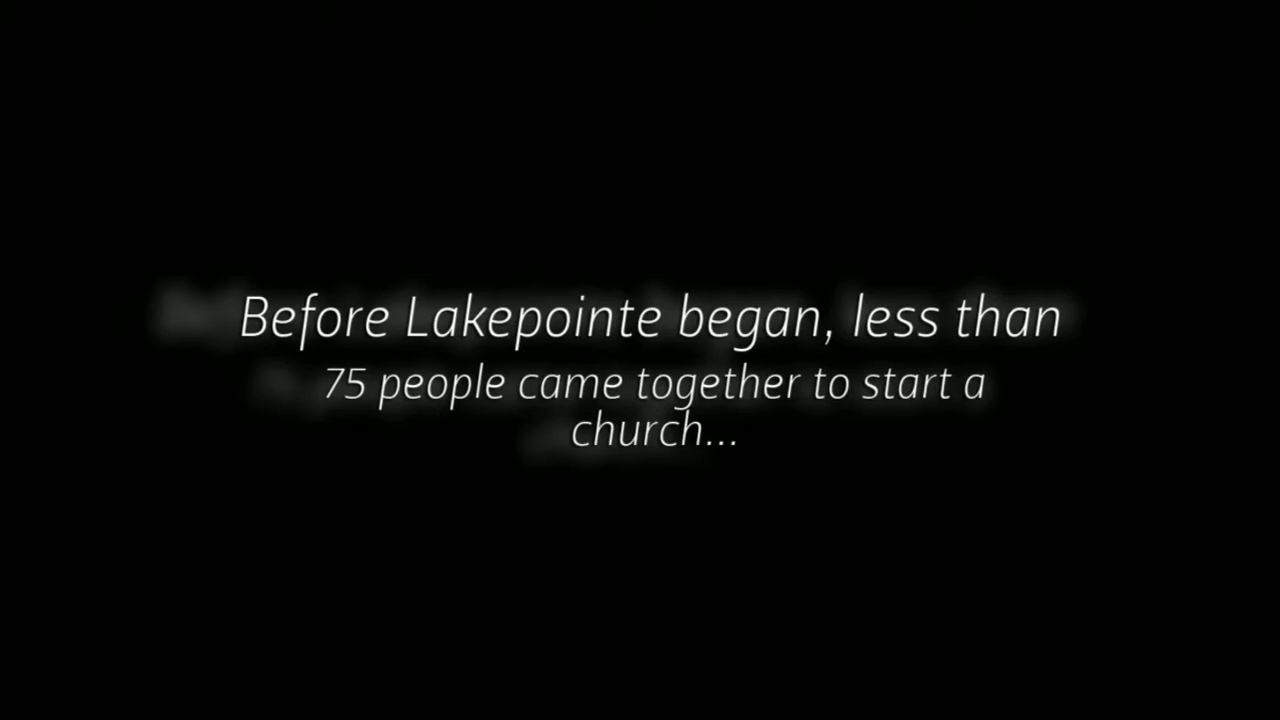 Before Lakepointe began, less than
75 people came together to start a
church...